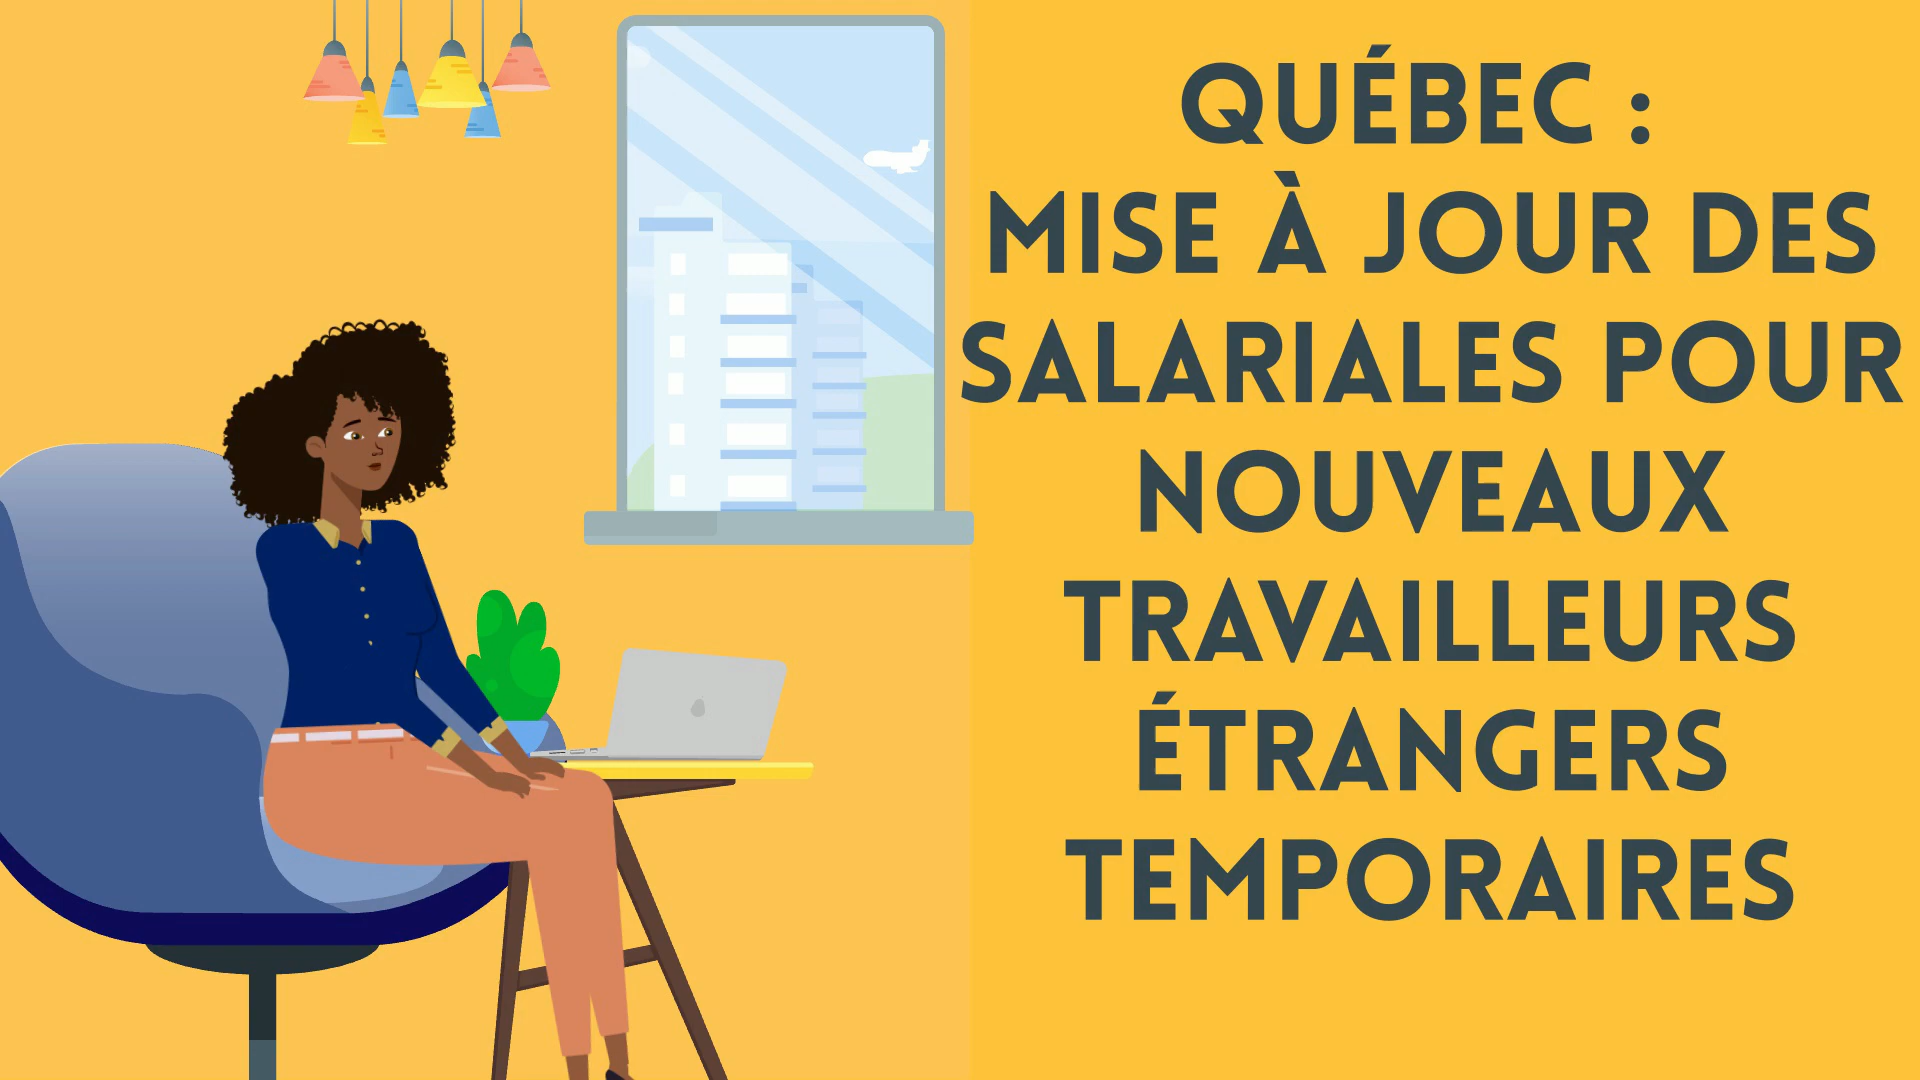 QUÉBEC :
MISE À JOUR DES
SALARIALES POUR
NOUVEAUX
TRAVAILLEURS
ÉTRANGERS
TEMPORAIRES